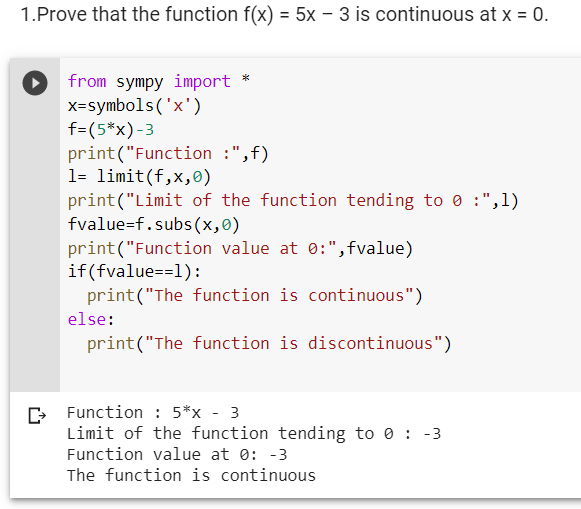 1.Prove that the function f(x) = 5x – 3 is continuous at x = 0.
from sympy import *
x=symbols('x')
f=(5*x)-3
print("Function :",f)
l= limit(f,x,0)
print("Limit of the function tending to 0 :",l)
fvalue=f.subs(x,0)
print("Function value at 0:",fvalue)
if(fvalue==l):
  print("The function is continuous")
else:
  print("The function is discontinuous")
Function : 5*x - 3
Limit of the function tending to 0 : -3
Function value at 0: -3
The function is continuous